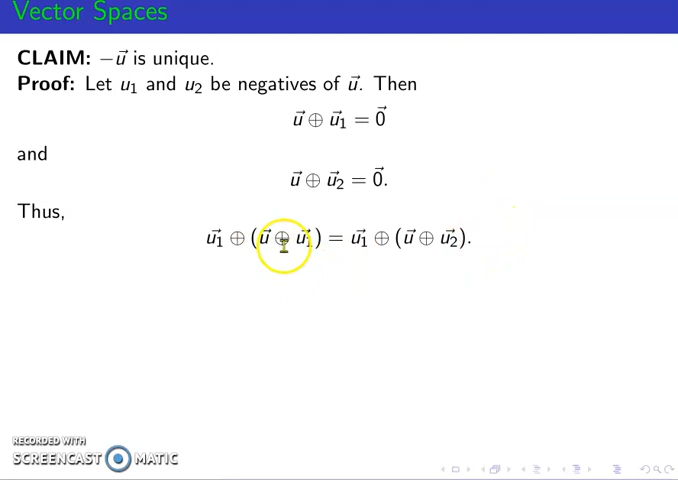 Vector Spaces
CLAIM: −u⃗ is unique.
Proof: Let u₁ and u₂ be negatives of u⃗. Then
u⃗ ⊕ u⃗₁ = 0⃗
and
u⃗ ⊕ u⃗₂ = 0⃗.
Thus,
u⃗₁ ⊕ (u⃗ ⊕ u⃗₁) = u⃗₁ ⊕ (u⃗ ⊕ u⃗₂).
RECORDED WITH
SCREENCAST MATIC